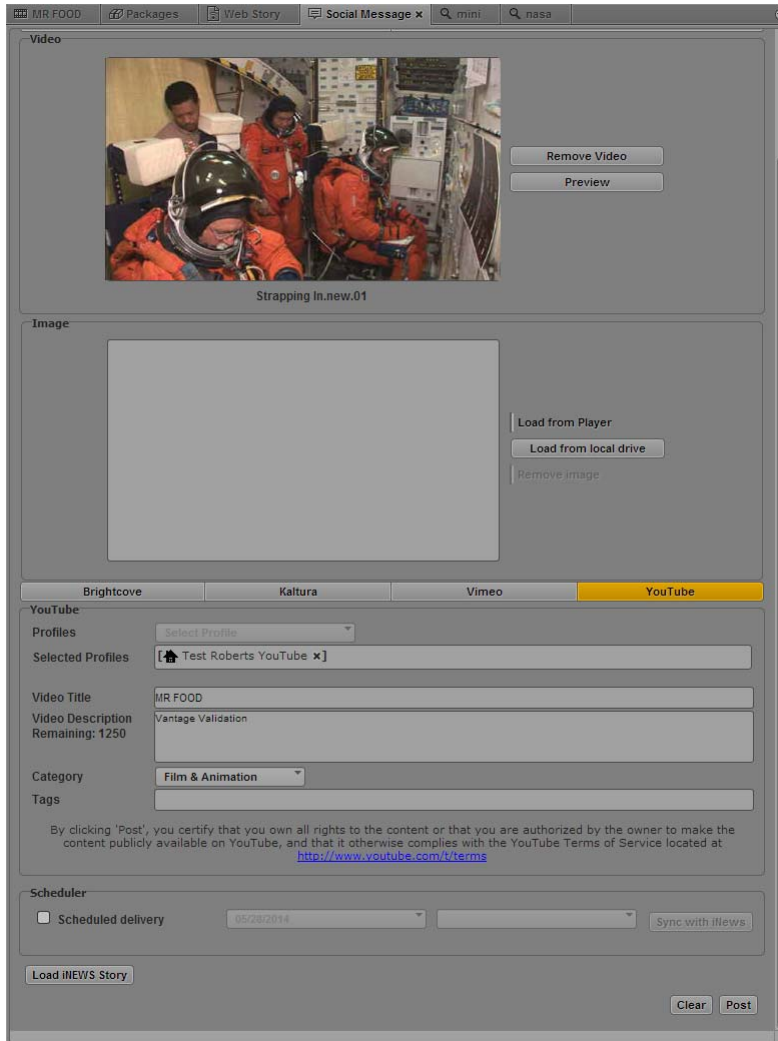 MR FOOD
Packages
Web Story
Social Message x
mini
nasa
Video
Remove Video
Preview
Strapping In.new.01
Image
Load from Player
Load from local drive
Remove image
Brightcove
Kaltura
Vimeo
YouTube
YouTube
Profiles
Select Profile
Selected Profiles
[Test Roberts YouTube x]
Video Title
MR FOOD
Video Description
Remaining: 1250
Vantage Validation
Category
Film & Animation
Tags
By clicking 'Post', you certify that you own all rights to the content or that you are authorized by the owner to make the
content publicly available on YouTube, and that it otherwise complies with the YouTube Terms of Service located at
http://www.youtube.com/t/terms
Scheduler
Scheduled delivery
05/28/2014
Sync with iNews
Load iNEWS Story
Clear
Post